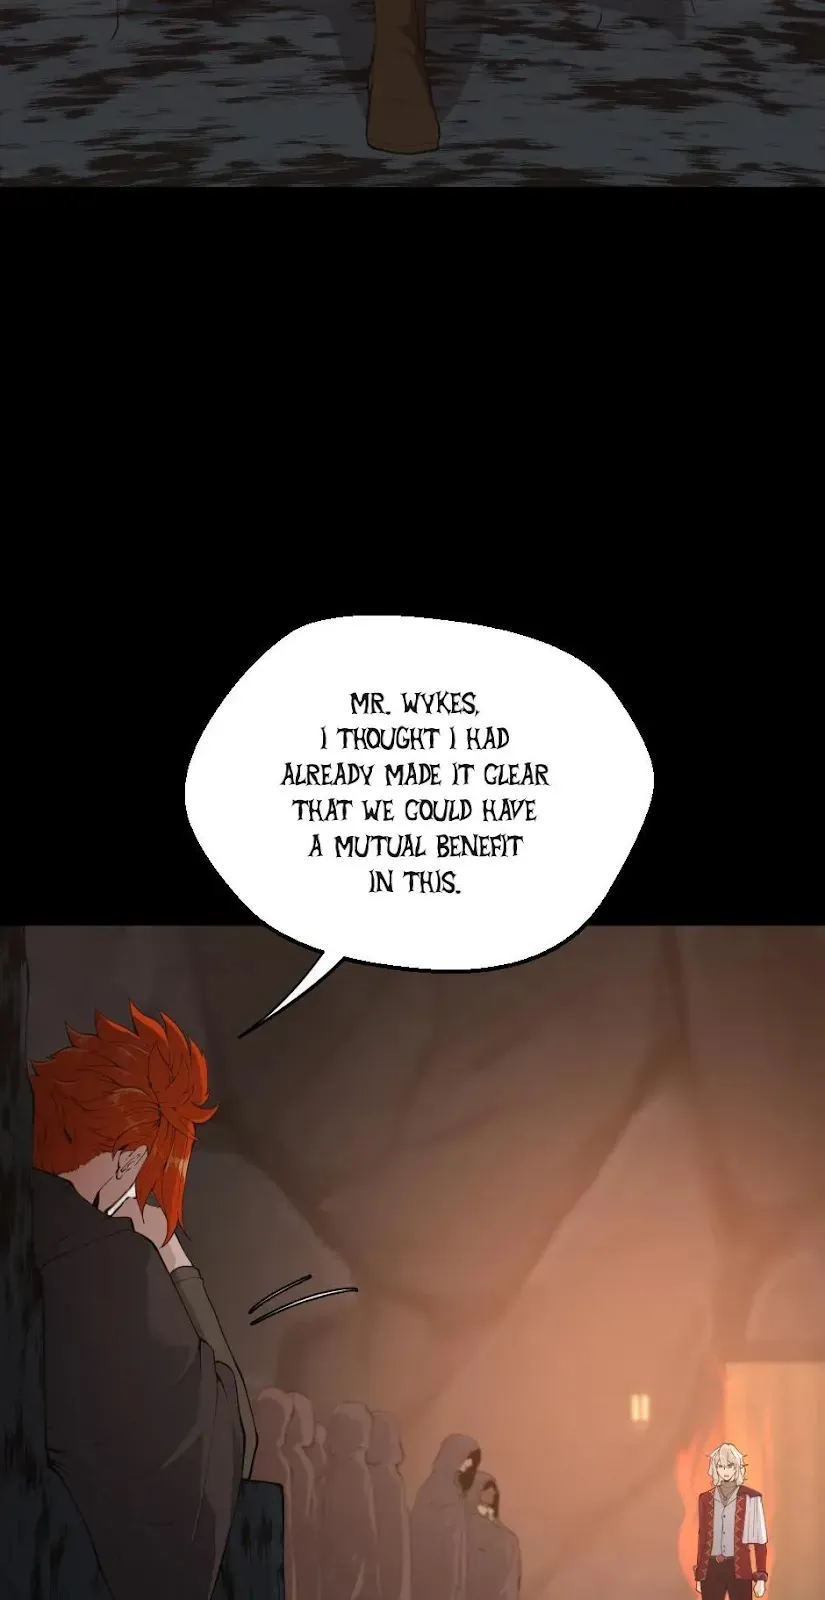 MR. WYKES,
I THOUGHT I HAD
ALREADY MADE IT CLEAR
THAT WE COULD HAVE
A MUTUAL BENEFIT
IN THIS.